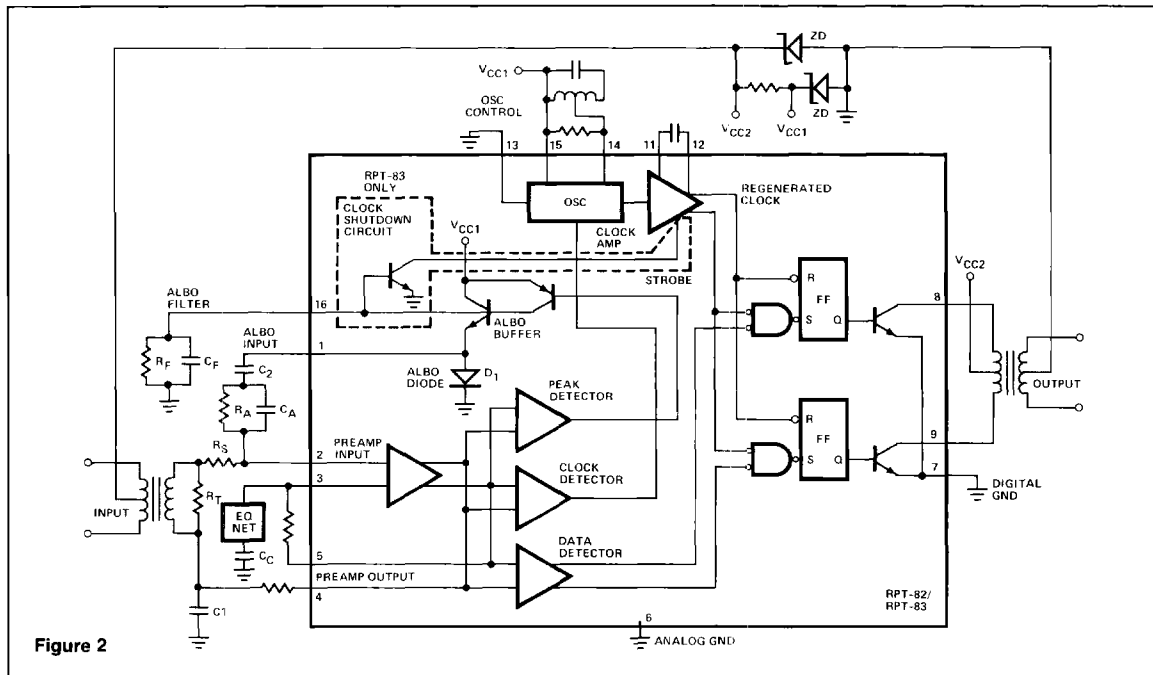 ZD
VCC1
OSC
CONTROL
ZD
VCC2
VCC1
13
15
14
11
12
RPT-83
ONLY
CLOCK
SHUTDOWN
CIRCUIT
OSC
REGENERATED
CLOCK
CLOCK
AMP
VCC1
STROBE
ALBO
FILTER
16
ALBO
BUFFER
R
FF
S
Q
8
VCC2
RF
CF
ALBO
INPUT
1
C2
ALBO
DIODE
D1
PEAK
DETECTOR
OUTPUT
RA
CA
RS
PREAMP
INPUT
2
R
FF
S
Q
9
7
DIGITAL
GND
INPUT
RT
3
EQ
NET
CLOCK
DETECTOR
CC
5
DATA
DETECTOR
PREAMP OUTPUT
4
C1
RPT-82/
RPT-83
6
ANALOG GND
Figure 2